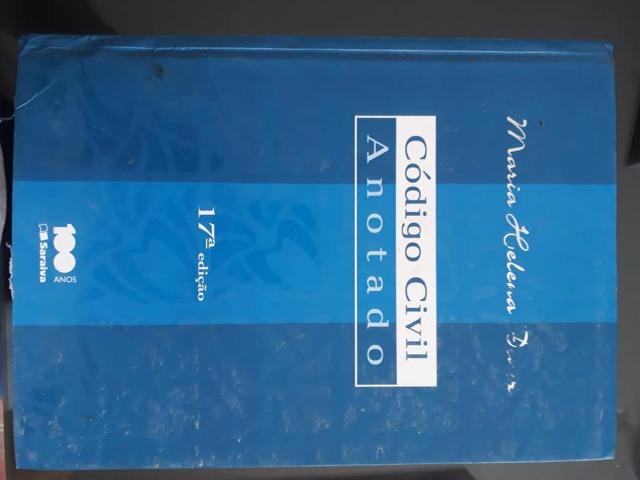 Maria Helena
Código Civil
Anotado
17ª edição
100
ANOS
Saraiva